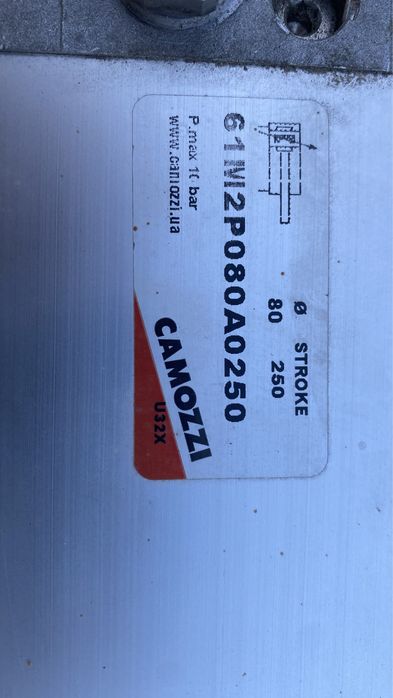 Ø STROKE
80 250
61M2P080A0250
P.max 10 bar
www.camozzi.ua
CAMOZZI
U32X